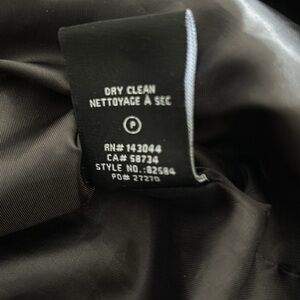 DRY CLEAN
NETTOYAGE À SEC
P
RN# 143044
CA# 58734
STYLE NO.:82584
PO# 27270